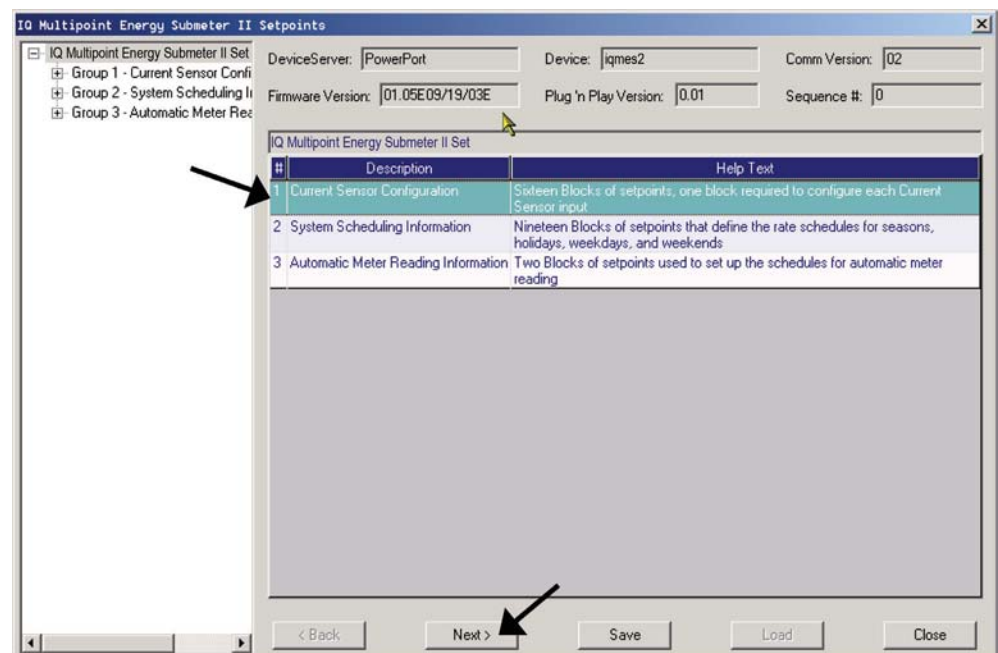 IQ Multipoint Energy Submeter II Setpoints
IQ Multipoint Energy Submeter II Set
Group 1 - Current Sensor Confi
Group 2 - System Scheduling I
Group 3 - Automatic Meter Rea
DeviceServer: PowerPort
Device: iqmes2
Comm Version: 02
Firmware Version: 01.05E09/19/03E
Plug 'n Play Version: 0.01
Sequence #: 0
IQ Multipoint Energy Submeter II Set
# Description Help Text
1 Current Sensor Configuration Sixteen Blocks of setpoints, one block required to configure each Current
Sensor input
2 System Scheduling Information Nineteen Blocks of setpoints that define the rate schedules for seasons,
holidays, weekdays, and weekends
3 Automatic Meter Reading Information Two Blocks of setpoints used to set up the schedules for automatic meter
reading
< Back Next > Save Load Close